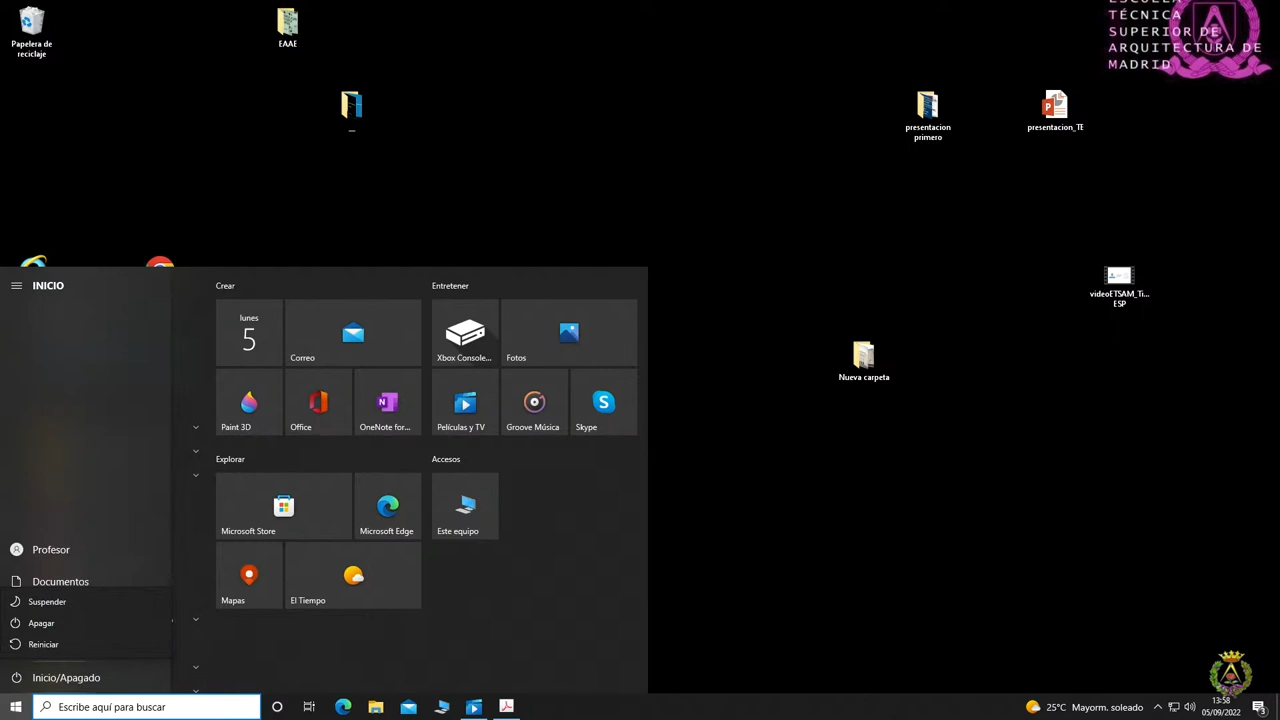 Papelera de
reciclaje
EAAE
_
presentacion
primero
presentacion_TE
ESCUELA
TÉCNICA
SUPERIOR DE
ARQUITECTURA DE
MADRID
videoETSAM_Ti...
ESP
Nueva carpeta
INICIO
Crear
Entretener
lunes
5
Correo
Xbox Console...
Fotos
Paint 3D
Office
OneNote for...
Películas y TV
Groove Música
Skype
Explorar
Accesos
Microsoft Store
Microsoft Edge
Este equipo
Mapas
El Tiempo
Profesor
Documentos
Suspender
Apagar
Reiniciar
Inicio/Apagado
Escribe aquí para buscar
25°C Mayorm. soleado
13:58
05/09/2022
3